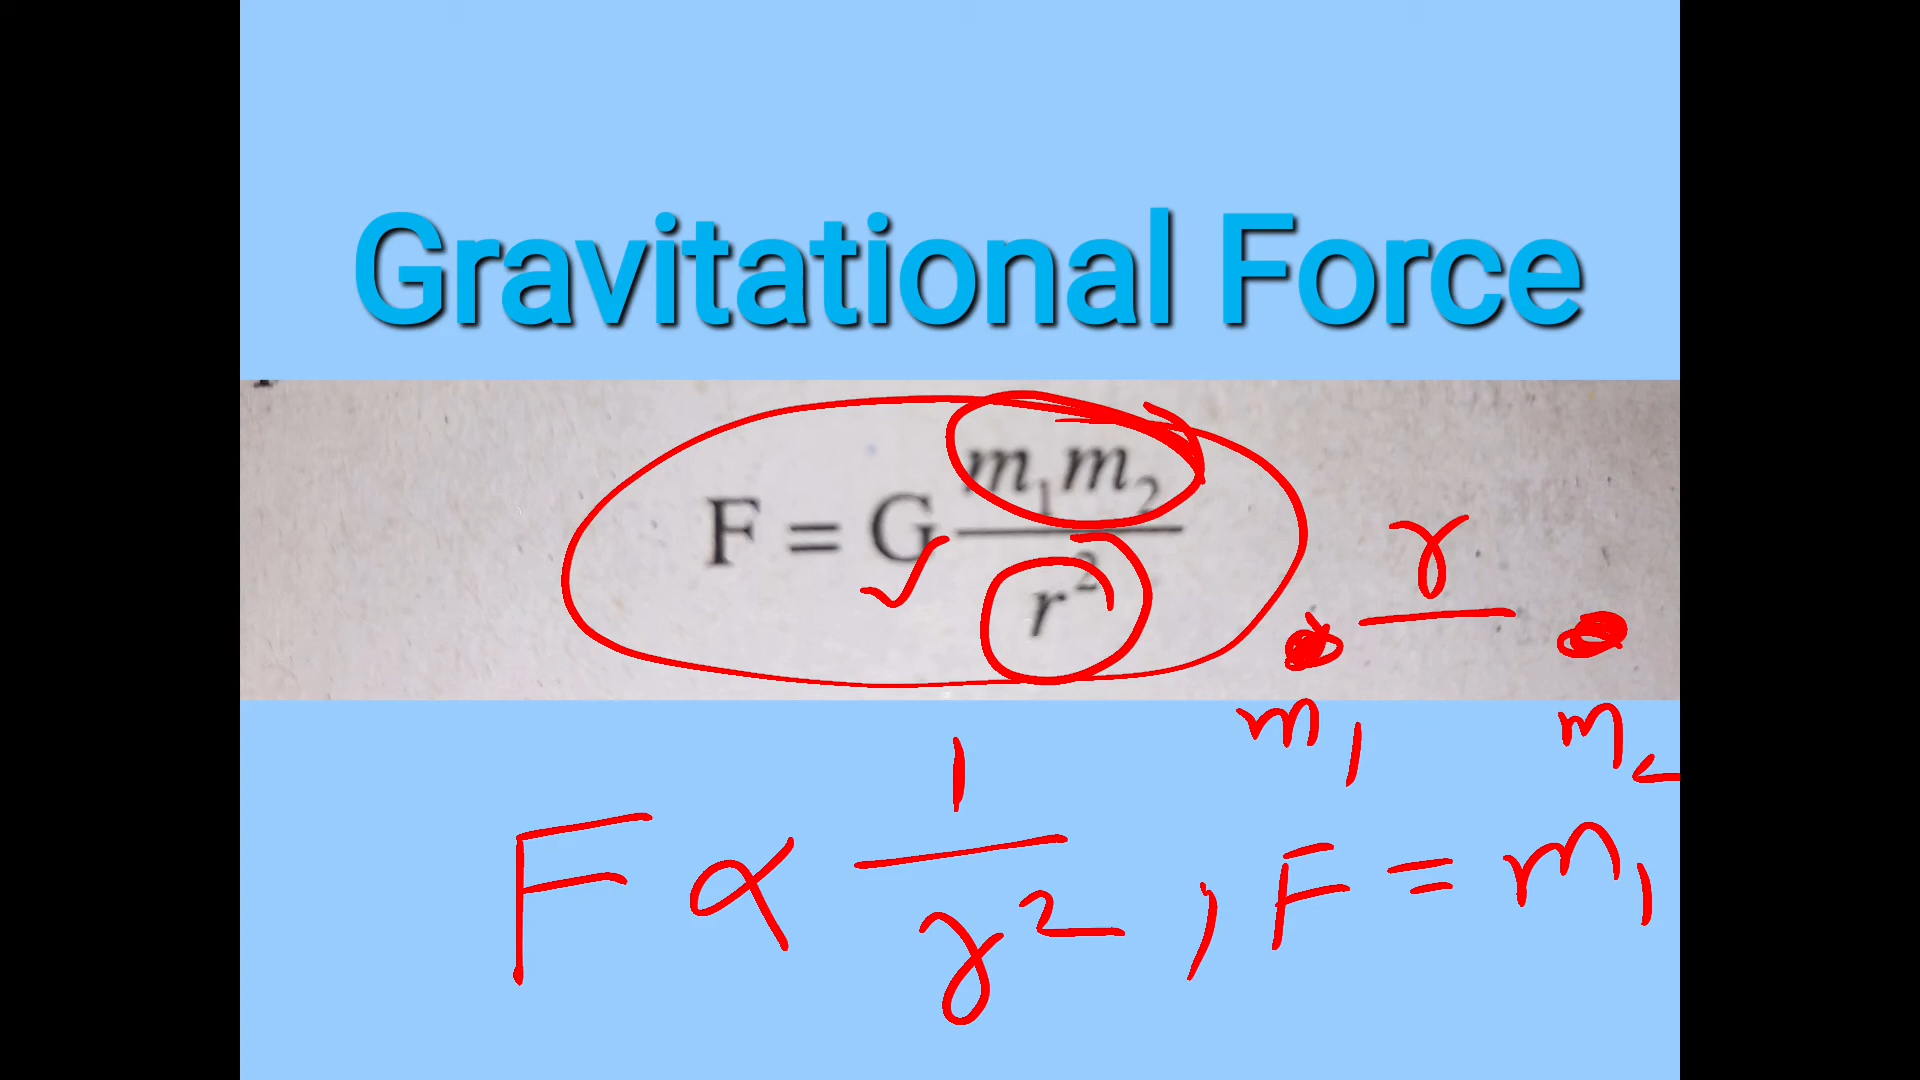 Gravitational Force
F = G m₁m₂ / r²
r
m₁ m₂
F ∝ 1 / r² , F = m₁